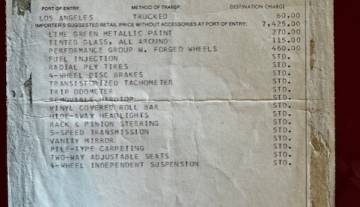 PORT OF ENTRY: METHOD OF TRANSP. DESTINATION CHARGE
LOS ANGELES TRUCKED 60.00
IMPORTER'S SUGGESTED RETAIL PRICE WITHOUT ACCESSORIES AT PORT OF ENTRY: 7,425.00
LIME GREEN METALLIC PAINT 270.00
TINTED GLASS, ALL AROUND 115.00
PERFORMANCE GROUP W. FORGED WHEELS 460.00
FUEL INJECTION STD.
RADIAL PLY TIRES STD.
4-WHEEL DISC BRAKES STD.
TRANSISTORIZED TACHOMETER STD.
TRIP ODOMETER STD.
REMOVABLE HARDTOP STD.
VINYL COVERED ROLL BAR STD.
HIDE-AWAY HEADLIGHTS STD.
RACK & PINION STEERING STD.
5-SPEED TRANSMISSION STD.
VANITY MIRROR STD.
PILE-TYPE CARPETING STD.
TWO-WAY ADJUSTABLE SEATS STD.
4-WHEEL INDEPENDENT SUSPENSION STD.